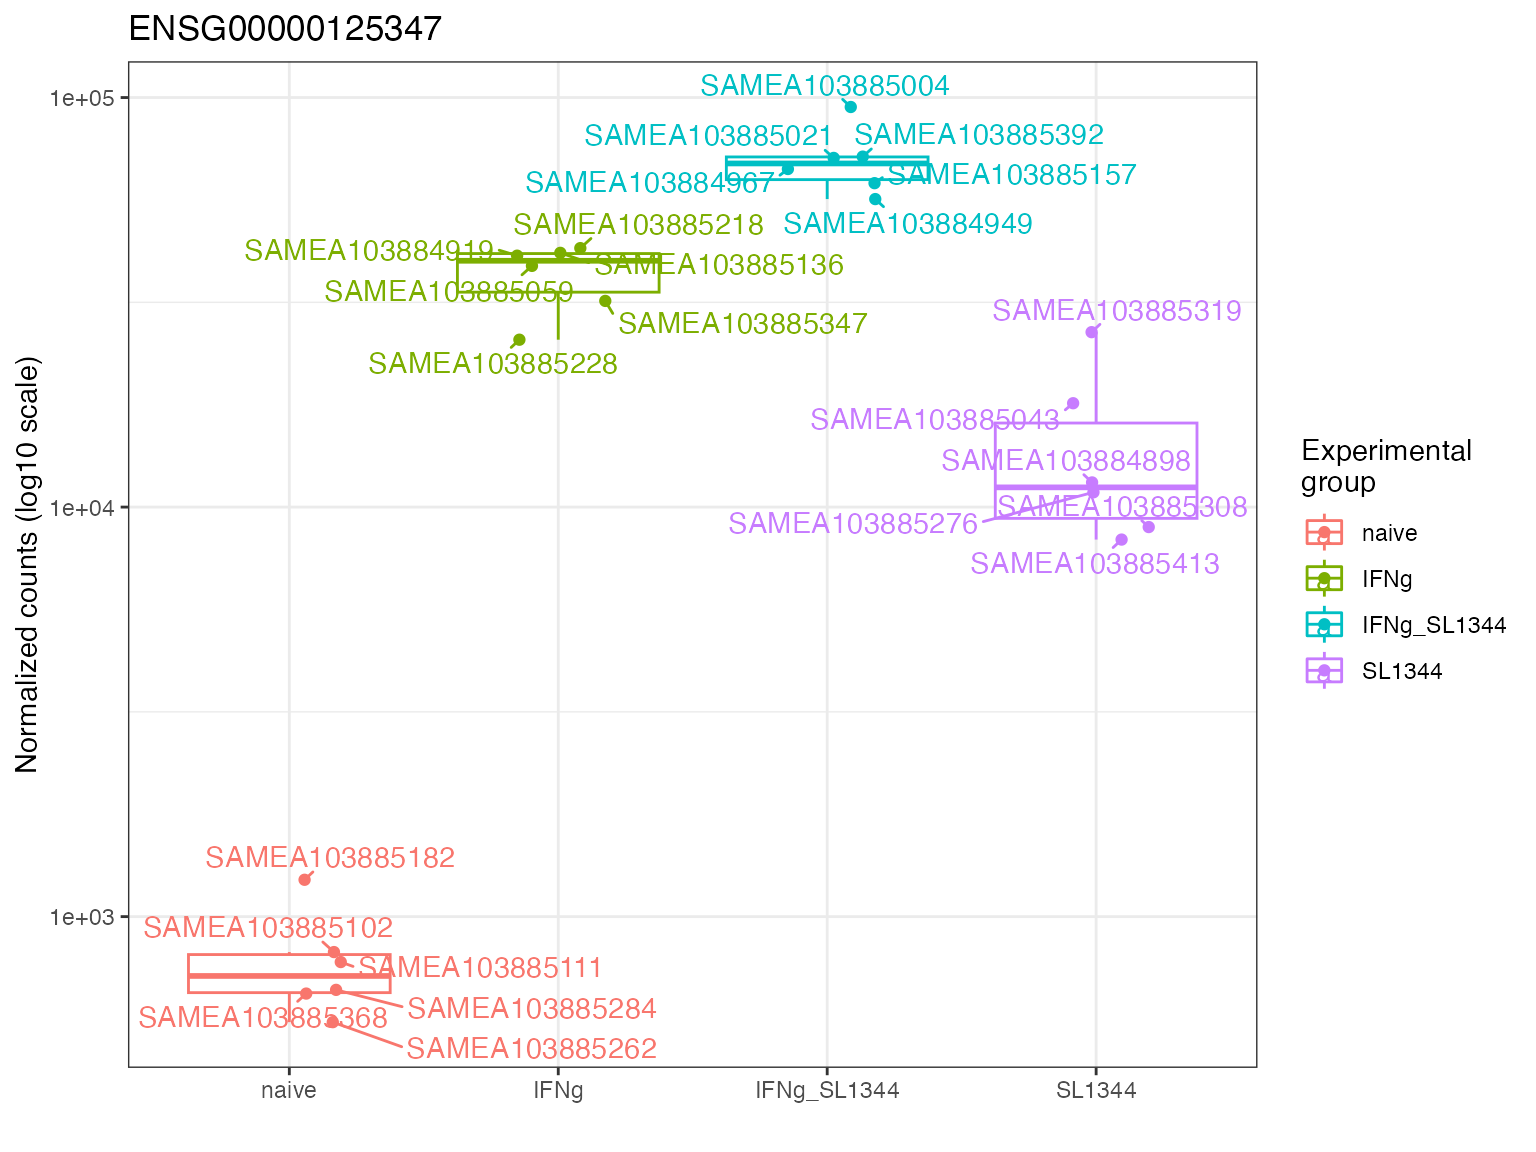 ENSG00000125347
Normalized counts (log10 scale)
1e+05
1e+04
1e+03
SAMEA103885004
SAMEA103885021
SAMEA103885392
SAMEA103884967
SAMEA103885157
SAMEA103884949
SAMEA103885218
SAMEA103884919
SAMEA103885136
SAMEA103885059
SAMEA103885347
SAMEA103885228
SAMEA103885319
SAMEA103885043
SAMEA103884898
SAMEA103885308
SAMEA103885276
SAMEA103885413
SAMEA103885182
SAMEA103885102
SAMEA103885111
SAMEA103885284
SAMEA103885368
SAMEA103885262
naive
IFNg
IFNg_SL1344
SL1344
Experimental
group
naive
IFNg
IFNg_SL1344
SL1344